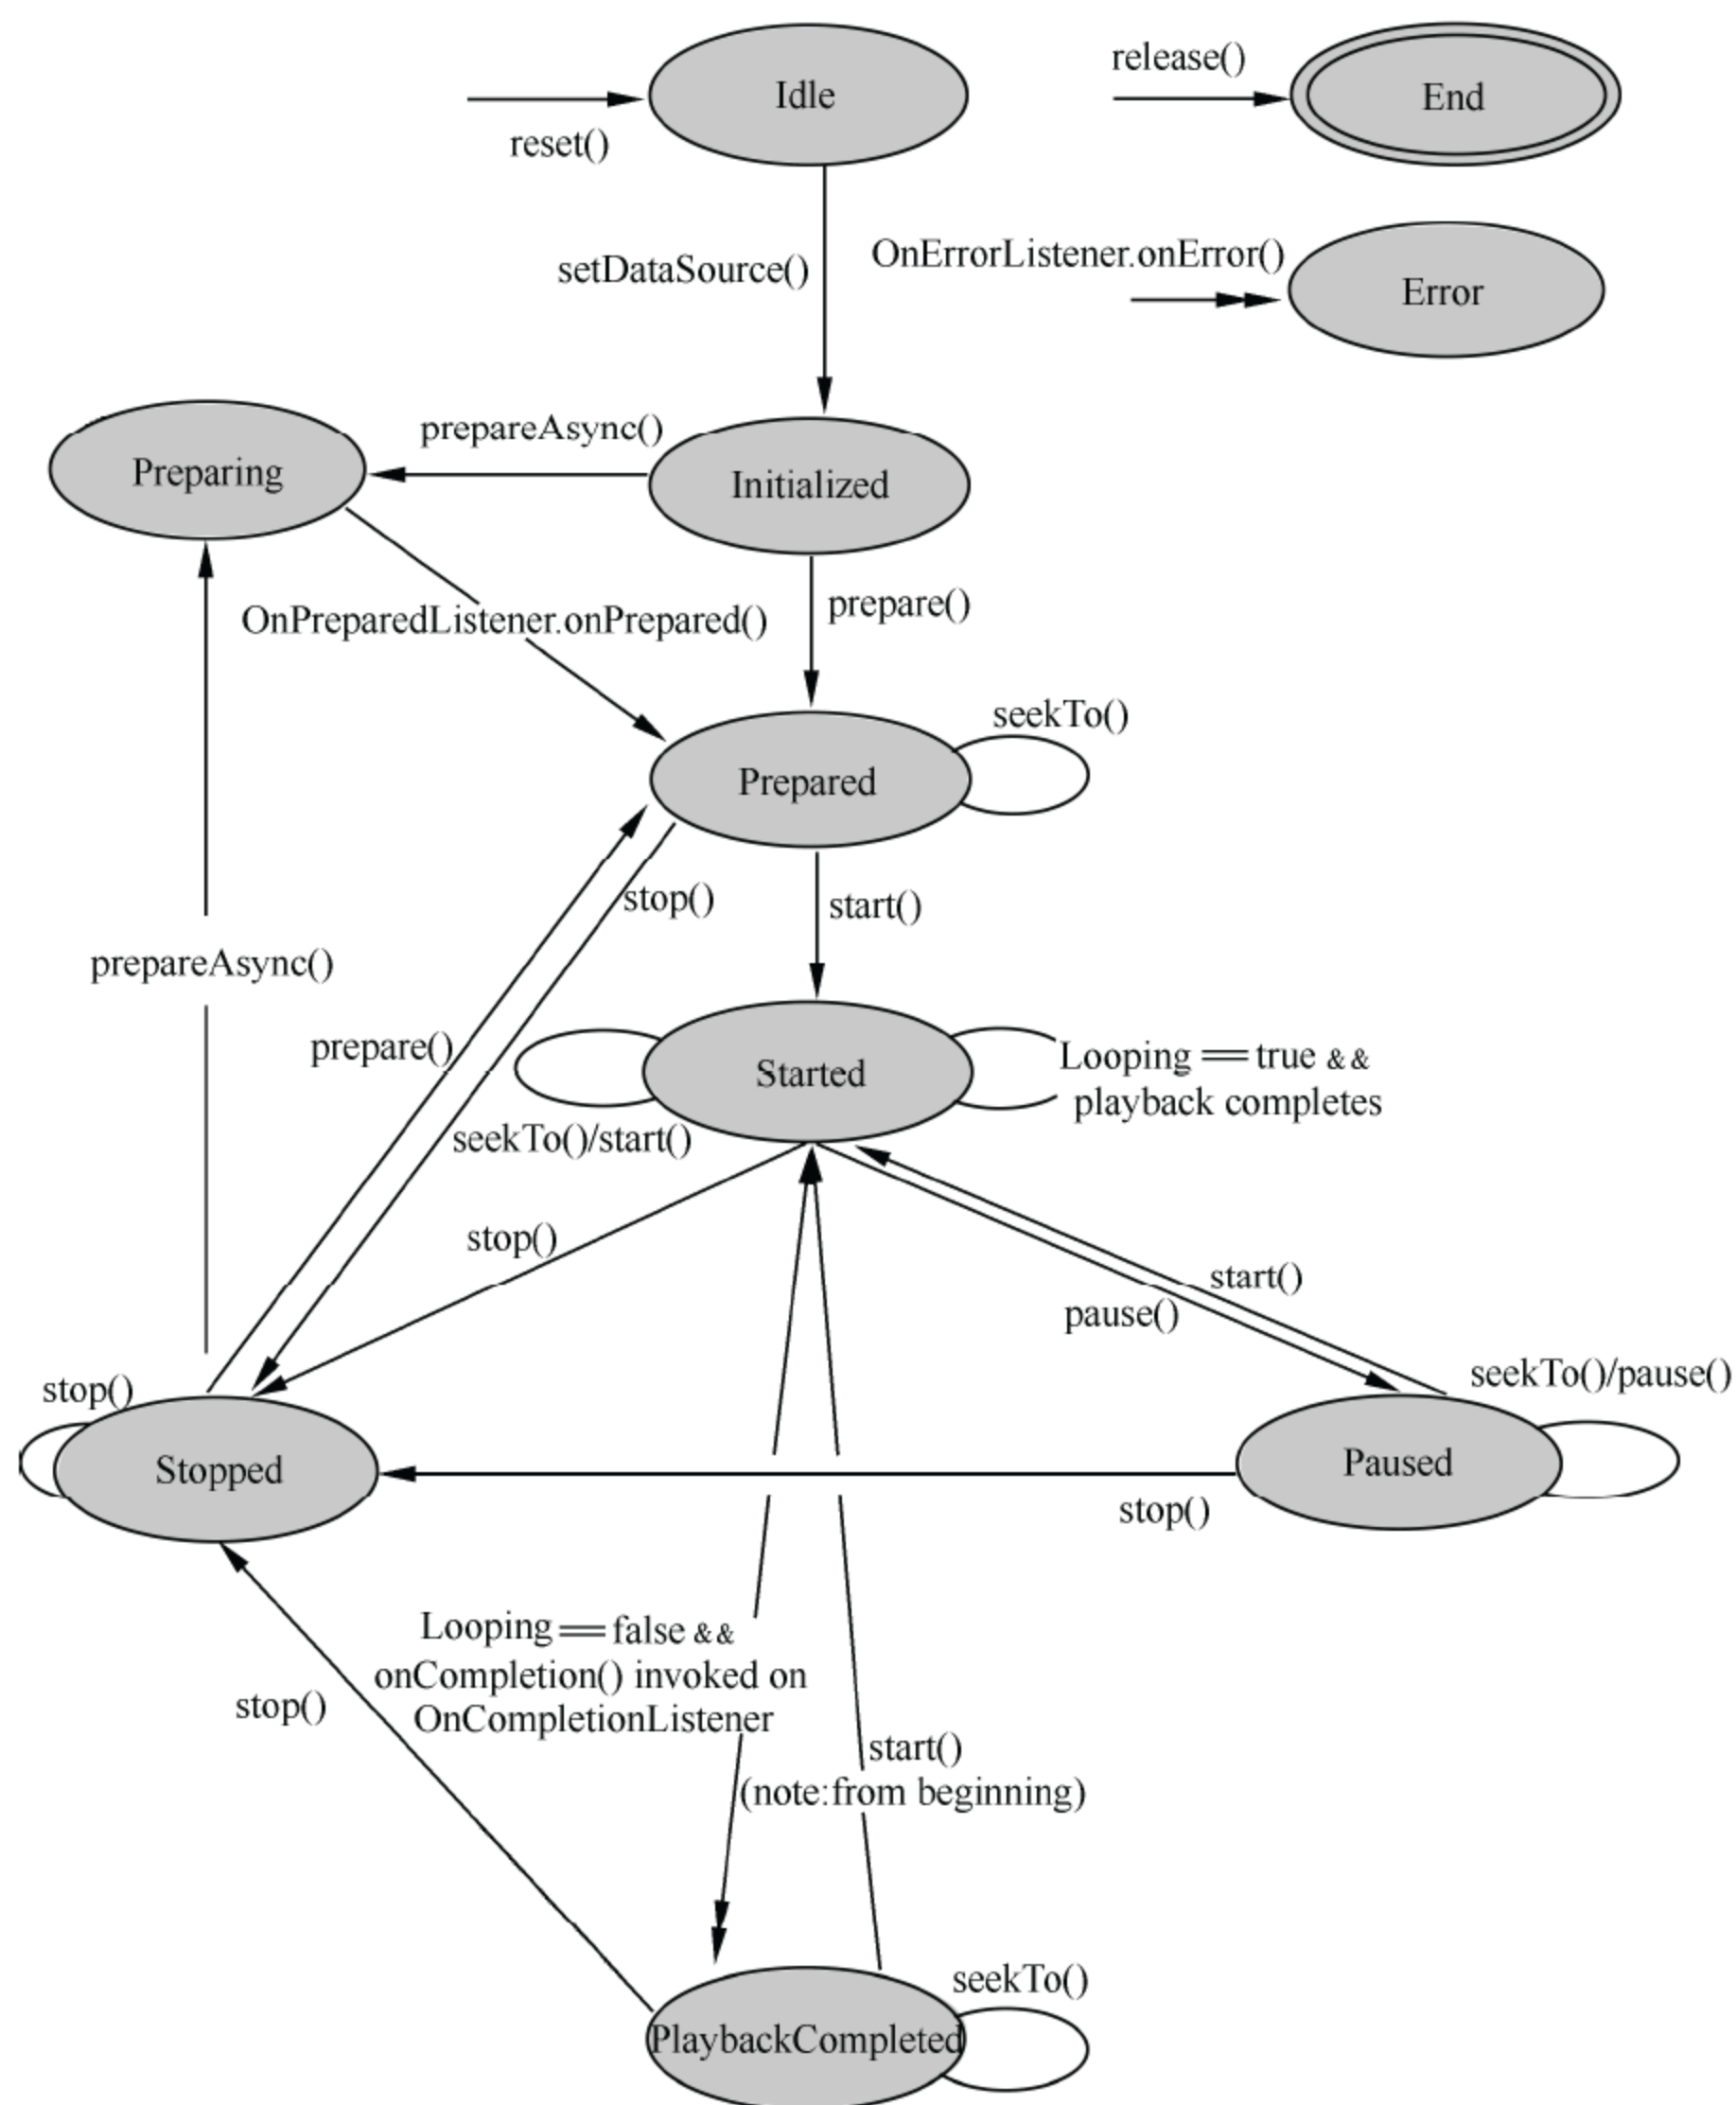 Idle
release()
End
reset()
setDataSource()
OnErrorListener.onError()
Error
prepareAsync()
Preparing
Initialized
OnPreparedListener.onPrepared()
prepare()
seekTo()
Prepared
stop()
start()
prepareAsync()
prepare()
Started
Looping == true &&
playback completes
seekTo()/start()
stop()
start()
pause()
stop()
seekTo()/pause()
Stopped
Paused
stop()
Looping == false &&
onCompletion() invoked on
OnCompletionListener
stop()
start()
(note:from beginning)
seekTo()
PlaybackCompleted